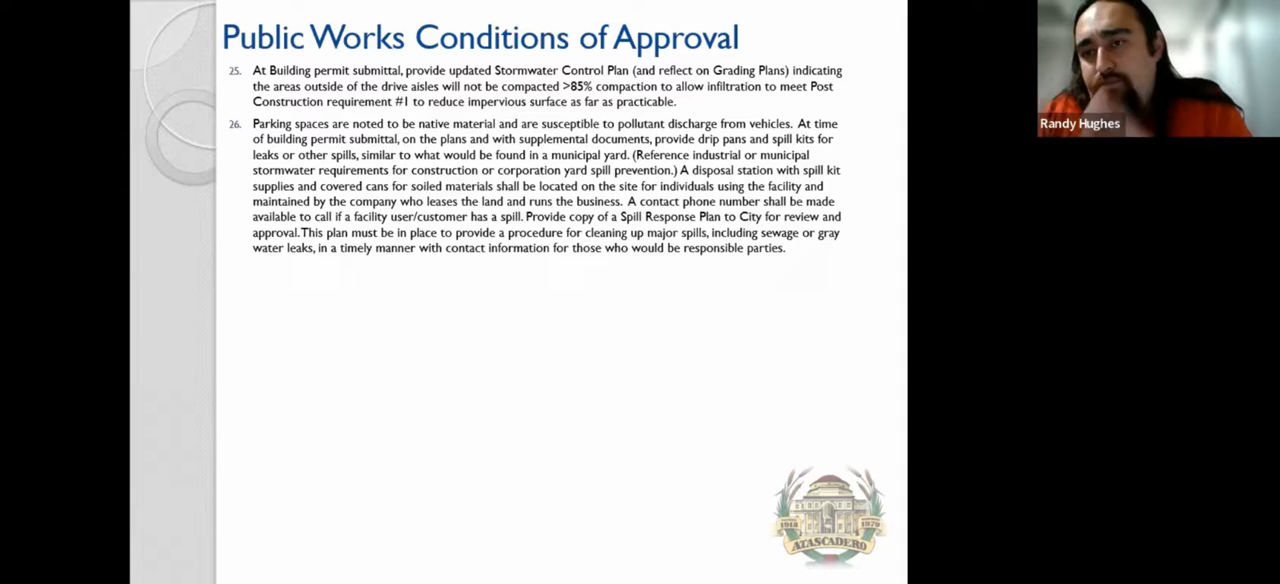 Public Works Conditions of Approval
25. At Building permit submittal, provide updated Stormwater Control Plan (and reflect on Grading Plans) indicating
the areas outside of the drive aisles will not be compacted >85% compaction to allow infiltration to meet Post
Construction requirement #1 to reduce impervious surface as far as practicable.
26. Parking spaces are noted to be native material and are susceptible to pollutant discharge from vehicles. At time
of building permit submittal, on the plans and with supplemental documents, provide drip pans and spill kits for
leaks or other spills, similar to what would be found in a municipal yard. (Reference industrial or municipal
stormwater requirements for construction or corporation yard spill prevention.) A disposal station with spill kit
supplies and covered cans for soiled materials shall be located on the site for individuals using the facility and
maintained by the company who leases the land and runs the business. A contact phone number shall be made
available to call if a facility user/customer has a spill. Provide copy of a Spill Response Plan to City for review and
approval. This plan must be in place to provide a procedure for cleaning up major spills, including sewage or gray
water leaks, in a timely manner with contact information for those who would be responsible parties.
Randy Hughes
1918
1979
ATASCADERO